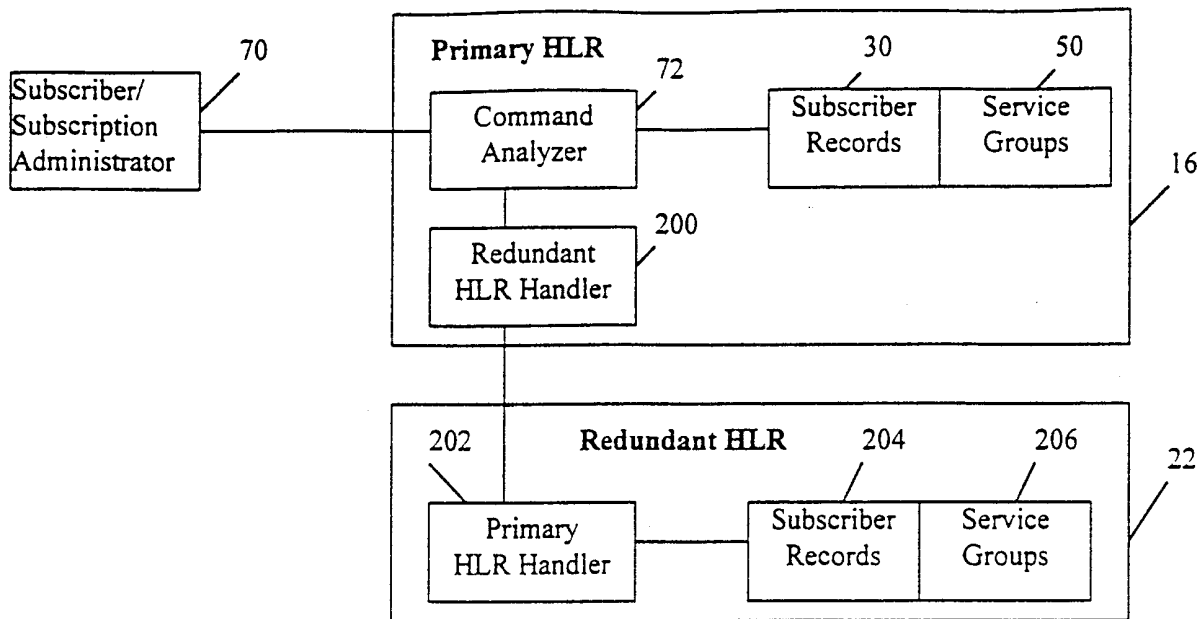 Primary HLR
70
30
50
72
Subscriber/
Subscription
Administrator
Command
Analyzer
Subscriber
Records
Service
Groups
16
200
Redundant
HLR Handler
Redundant HLR
202
204
206
22
Primary
HLR Handler
Subscriber
Records
Service
Groups